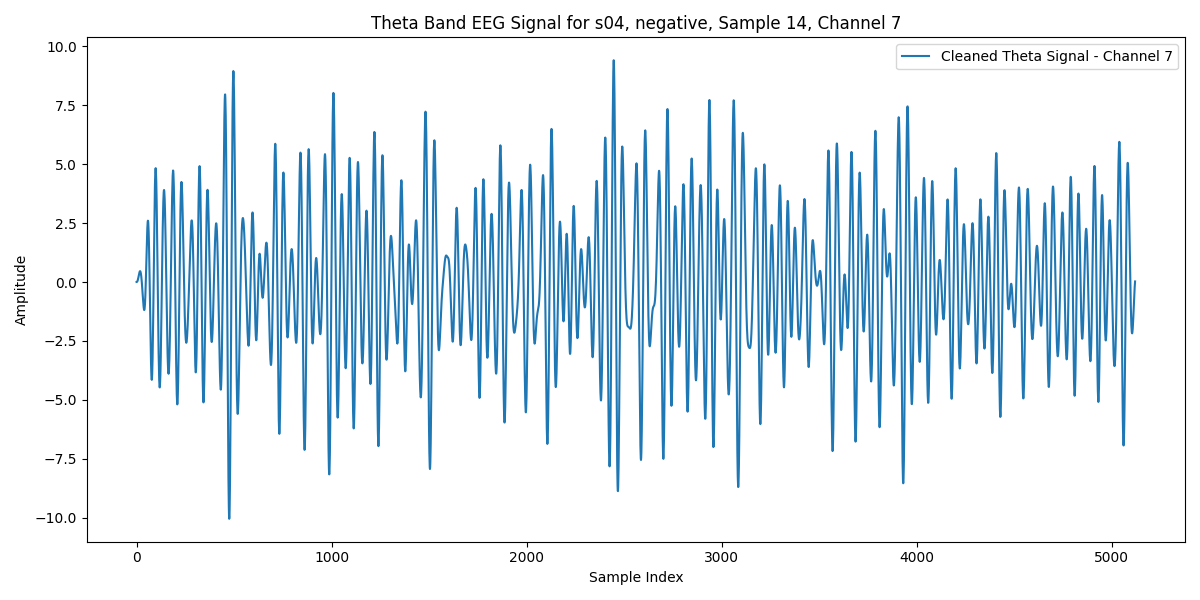 Theta Band EEG Signal for s04, negative, Sample 14, Channel 7
Cleaned Theta Signal - Channel 7
Amplitude
10.0
7.5
5.0
2.5
0.0
−2.5
−5.0
−7.5
−10.0
0 1000 2000 3000 4000 5000
Sample Index